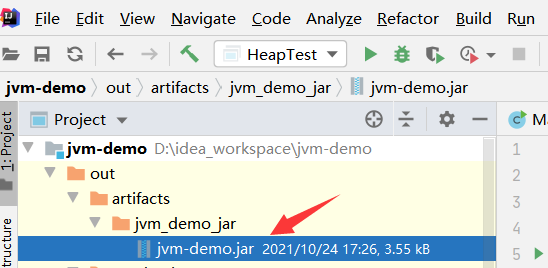 File Edit View Navigate Code Analyze Refactor Build Run
HeapTest
jvm-demo out artifacts jvm_demo_jar jvm-demo.jar
1: Project
Project
Ma
jvm-demo D:\idea_workspace\jvm-demo
1
out
2
artifacts
3
jvm_demo_jar
4
jvm-demo.jar 2021/10/24 17:26, 3.55 kB
5
tructure